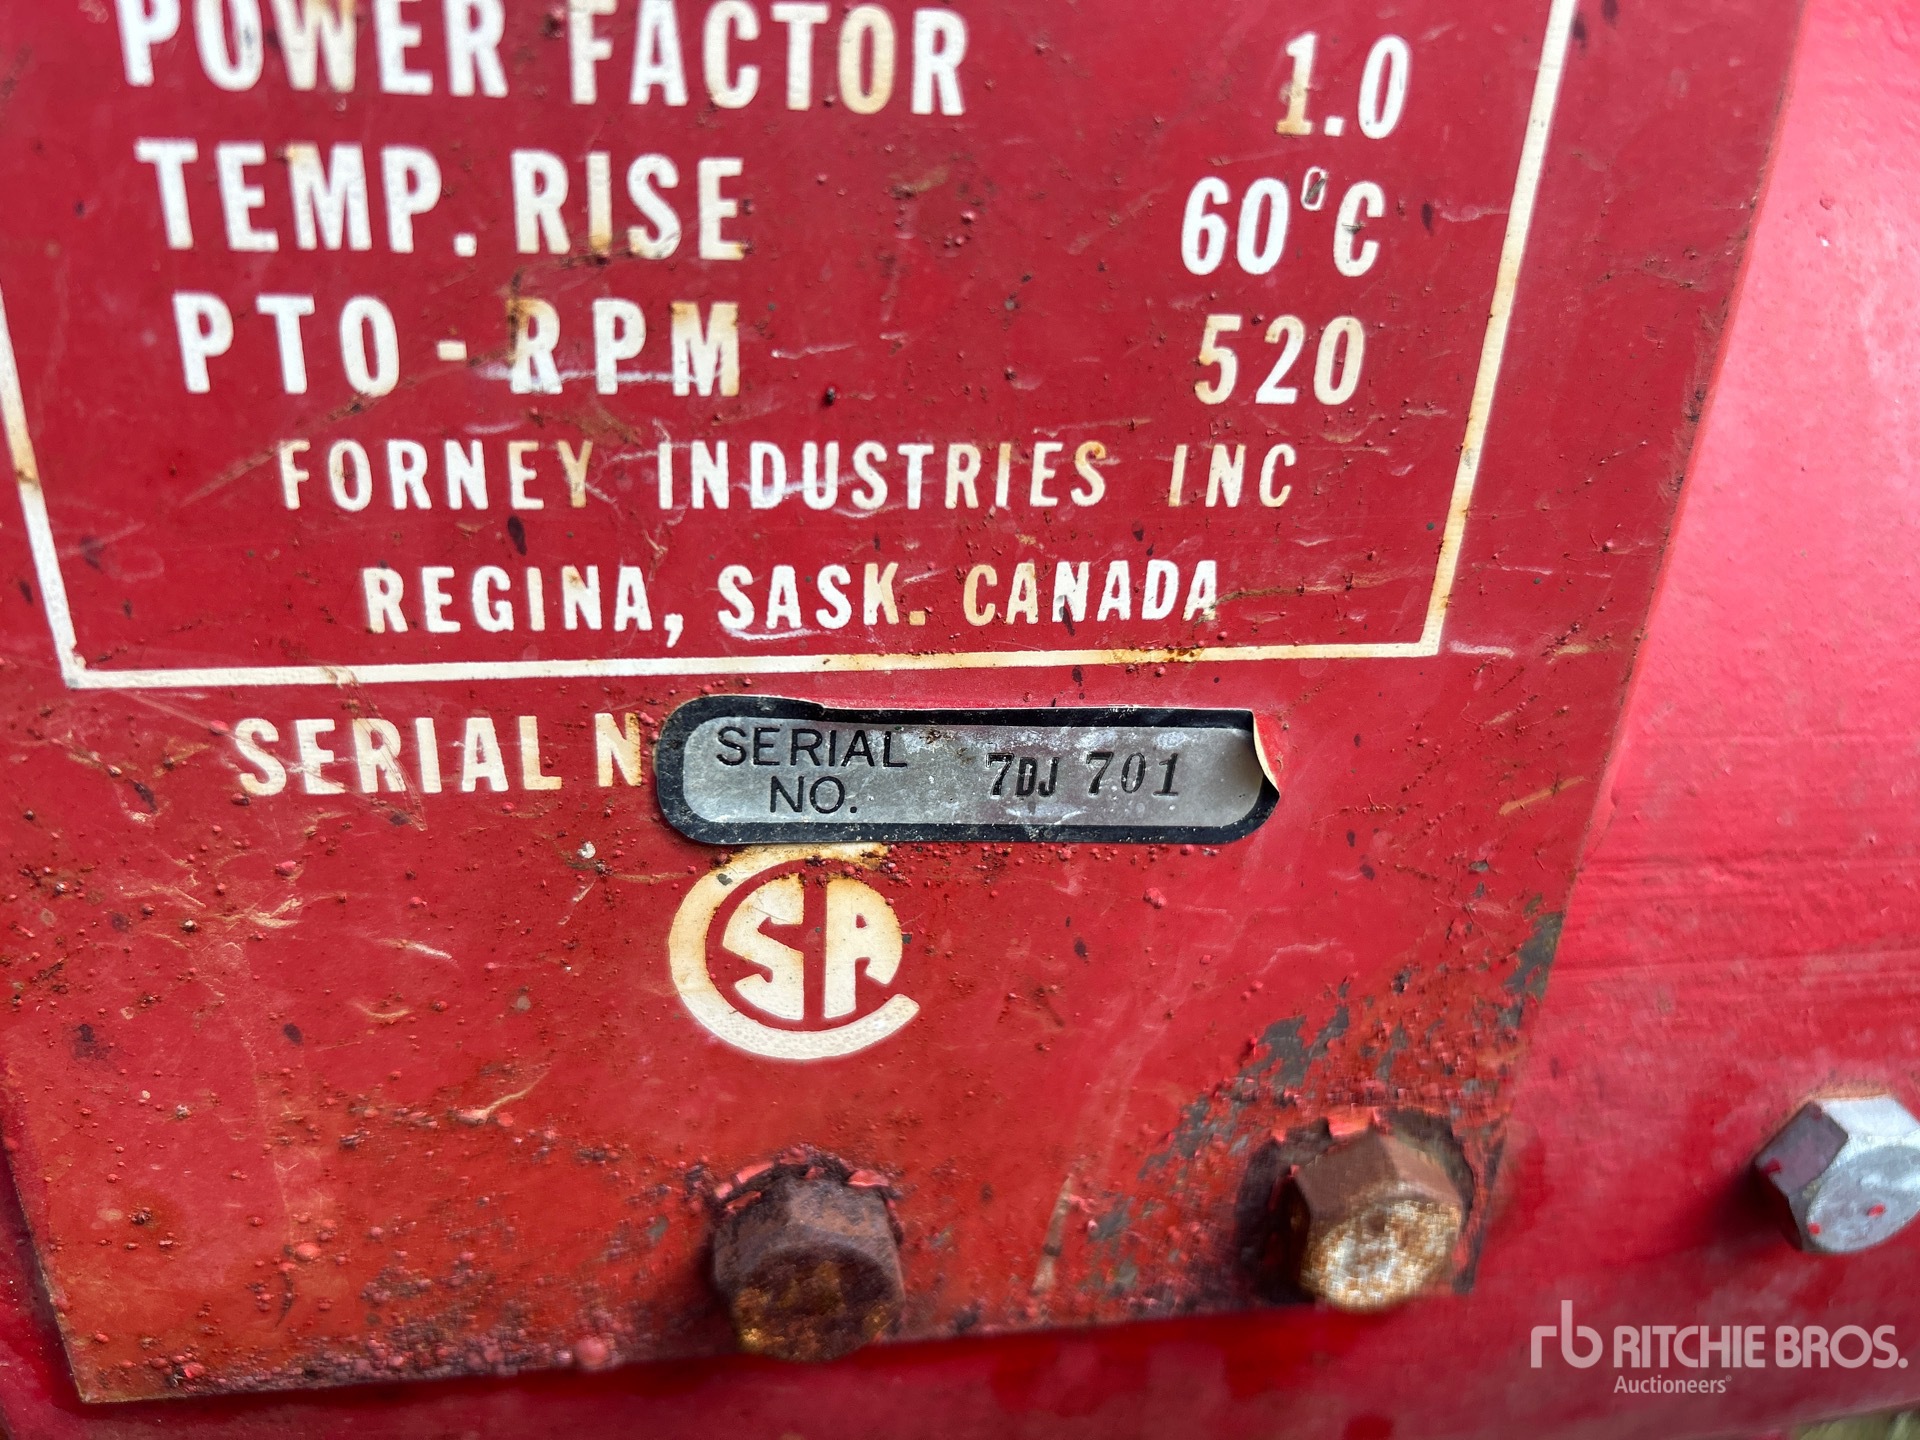 POWER FACTOR 1.0
TEMP. RISE 60°C
PTO - RPM 520
FORNEY INDUSTRIES INC
REGINA, SASK. CANADA
SERIAL N
SERIAL
NO. 7DJ 701
CSA
rb RITCHIE BROS.
Auctioneers